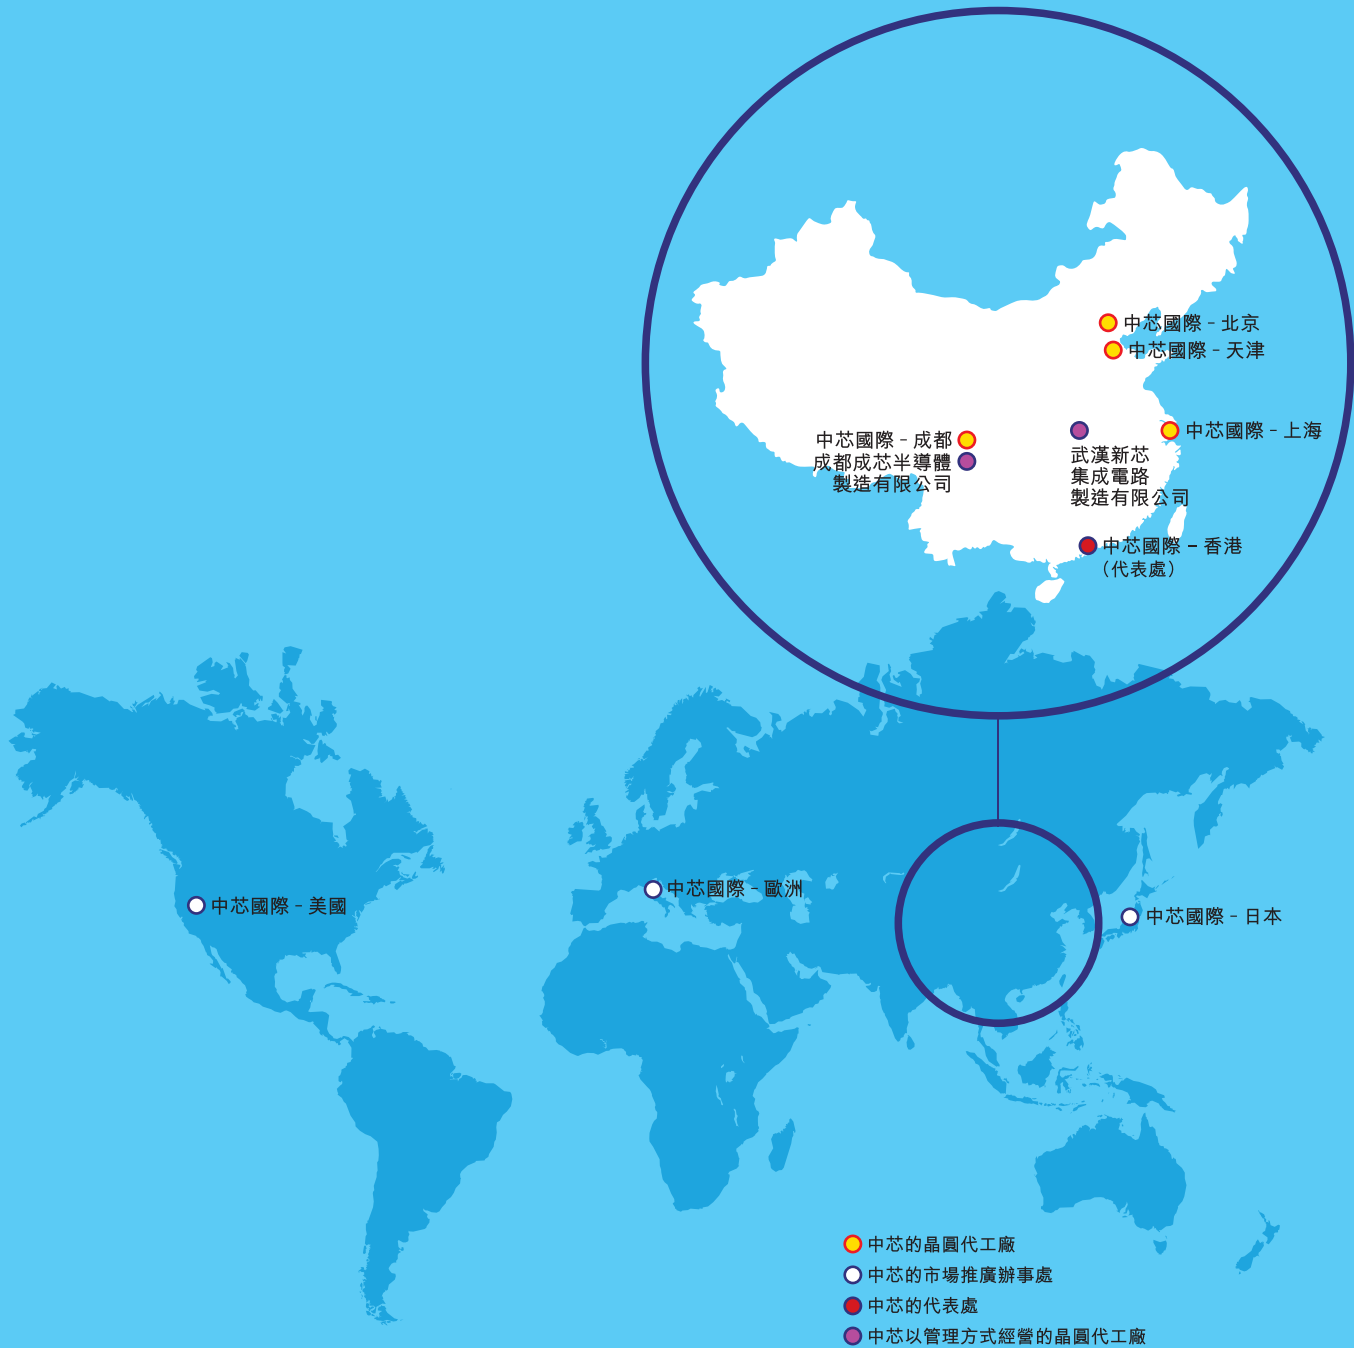 中芯國際 – 北京
中芯國際 – 天津
中芯國際 – 上海
中芯國際 – 成都
成都成芯半導體
製造有限公司
武漢新芯
集成電路
製造有限公司
中芯國際 – 香港
（代表處）
中芯國際 – 美國
中芯國際 – 歐洲
中芯國際 – 日本
中芯的晶圓代工廠
中芯的市場推廣辦事處
中芯的代表處
中芯以管理方式經營的晶圓代工廠